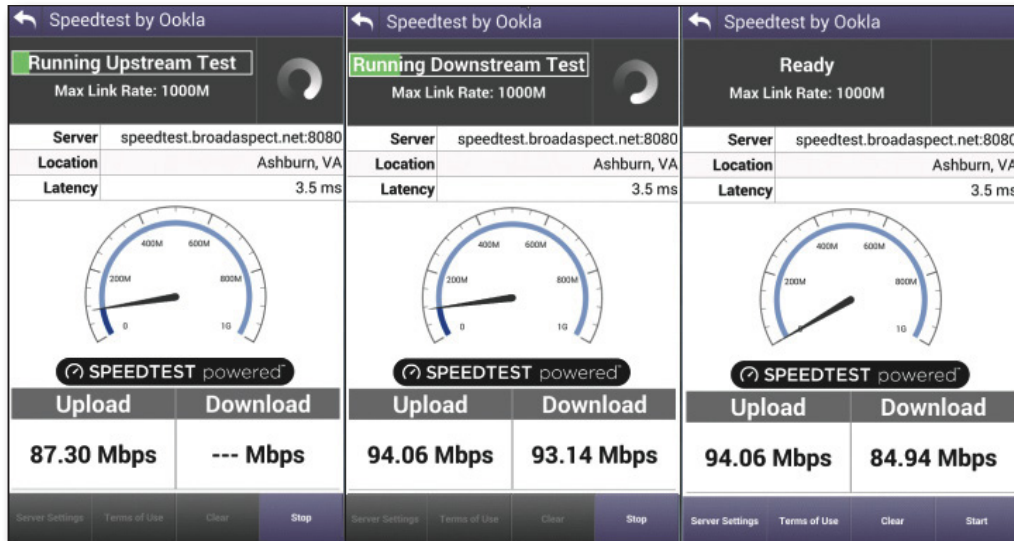 Speedtest by Ookla
Running Upstream Test
Max Link Rate: 1000M
Server speedtest.broadaspect.net:8080
Location Ashburn, VA
Latency 3.5 ms
400M 600M
200M 800M
0 1G
SPEEDTEST powered
Upload Download
87.30 Mbps --- Mbps
Server Settings Terms of Use Clear Stop
Speedtest by Ookla
Running Downstream Test
Max Link Rate: 1000M
Server speedtest.broadaspect.net:8080
Location Ashburn, VA
Latency 3.5 ms
400M 600M
200M 800M
0 1G
SPEEDTEST powered
Upload Download
94.06 Mbps 93.14 Mbps
Server Settings Terms of Use Clear Stop
Speedtest by Ookla
Ready
Max Link Rate: 1000M
Server speedtest.broadaspect.net:8080
Location Ashburn, VA
Latency 3.5 ms
400M 600M
200M 800M
0 1G
SPEEDTEST powered
Upload Download
94.06 Mbps 84.94 Mbps
Server Settings Terms of Use Clear Start